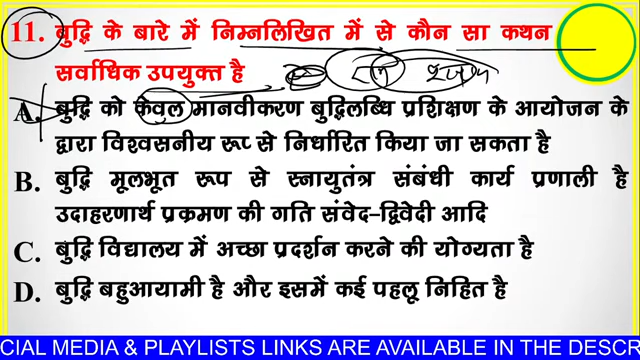 11. बुद्धि के बारे में निम्नलिखित में से कौन सा कथन
सर्वाधिक उपयुक्त है
A. बुद्धि को केवल मानवीकरण बुद्धिलब्धि प्रशिक्षण के आयोजन के
द्वारा विश्वसनीय रूप से निर्धारित किया जा सकता है
B. बुद्धि मूलभूत रूप से स्नायुतंत्र संबंधी कार्य प्रणाली है
उदाहरणार्थ प्रक्रमण की गति संवेद-द्विवेदी आदि
C. बुद्धि विद्यालय में अच्छा प्रदर्शन करने की योग्यता है
D. बुद्धि बहुआयामी है और इसमें कई पहलू निहित है
CIAL MEDIA & PLAYLISTS LINKS ARE AVAILABLE IN THE DESCR